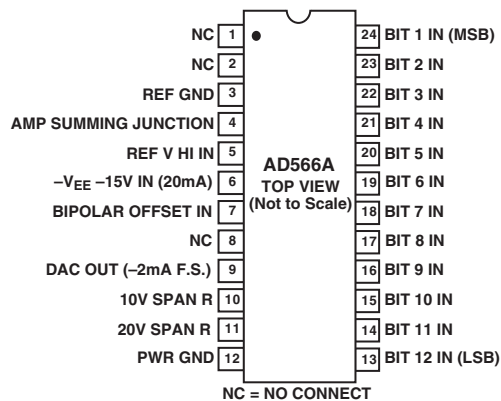 NC 1 24 BIT 1 IN (MSB)
NC 2 23 BIT 2 IN
REF GND 3 22 BIT 3 IN
AMP SUMMING JUNCTION 4 21 BIT 4 IN
REF V HI IN 5 20 BIT 5 IN
–VEE –15V IN (20mA) 6 19 BIT 6 IN
BIPOLAR OFFSET IN 7 18 BIT 7 IN
NC 8 17 BIT 8 IN
DAC OUT (–2mA F.S.) 9 16 BIT 9 IN
10V SPAN R 10 15 BIT 10 IN
20V SPAN R 11 14 BIT 11 IN
PWR GND 12 13 BIT 12 IN (LSB)
AD566A
TOP VIEW
(Not to Scale)
NC = NO CONNECT